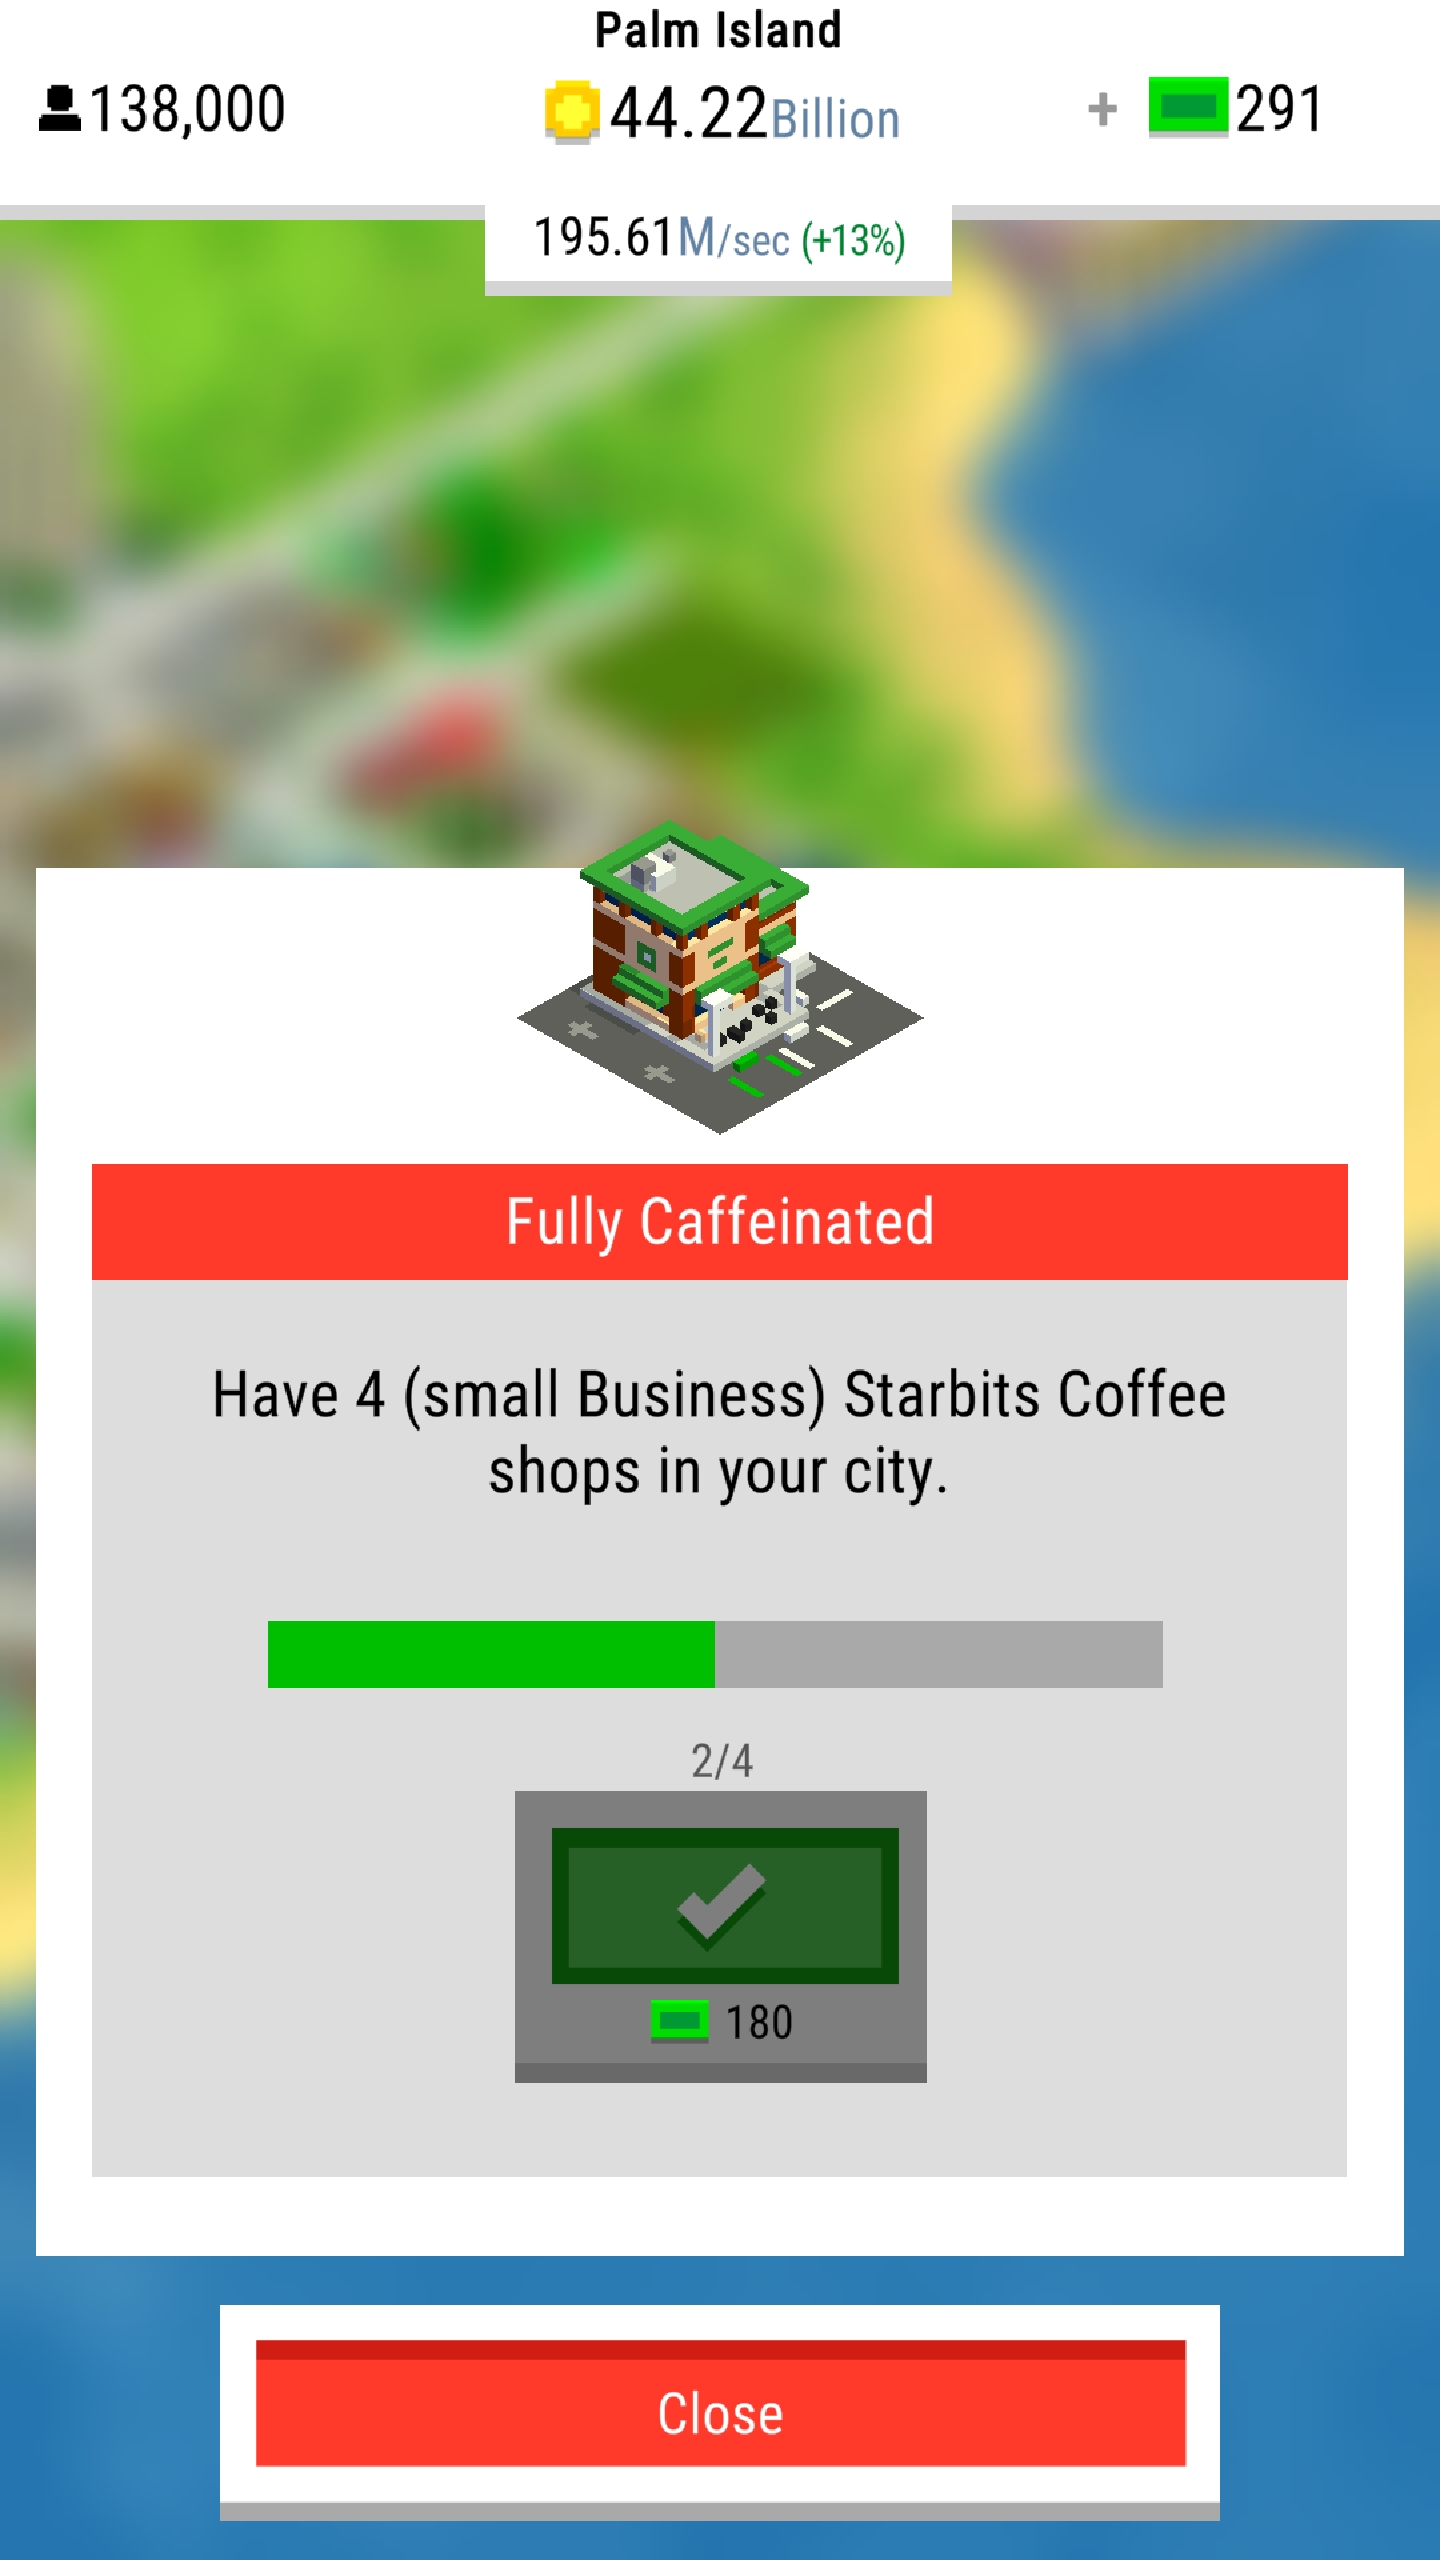 Palm Island
138,000
44.22Billion
+ 291
195.61M/sec (+13%)
Fully Caffeinated
Have 4 (small Business) Starbits Coffee
shops in your city.
2/4
180
Close